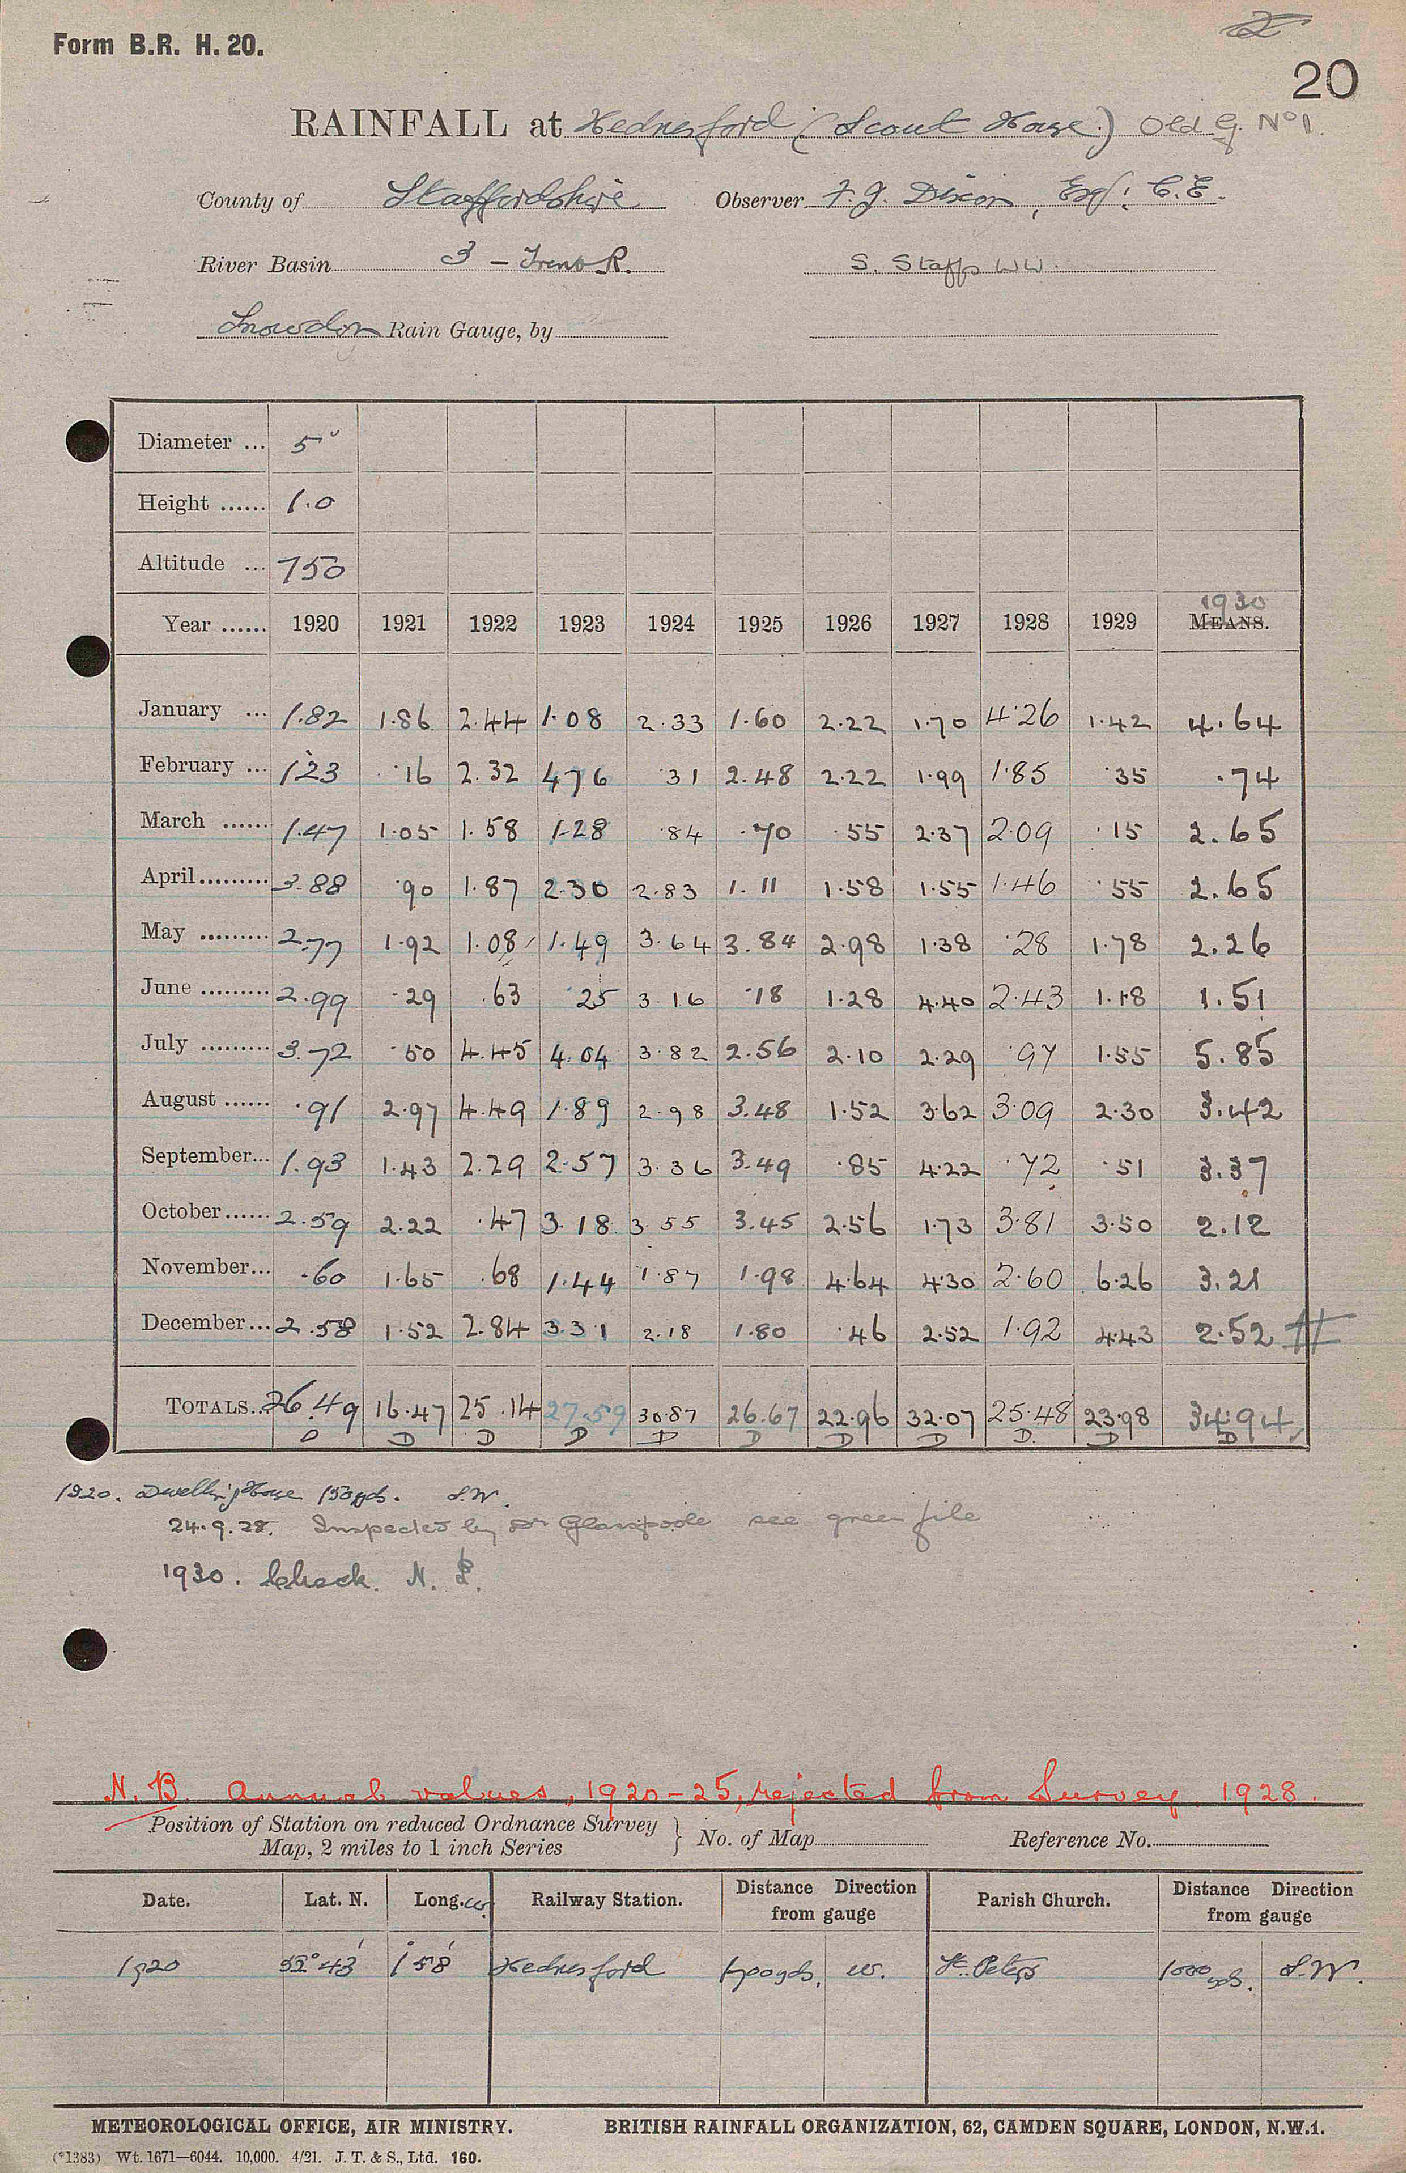 Form B.R. H. 20.
20
RAINFALL at Hednesford (Scout House) Old G. No 1.
County of Staffordshire Observer F. J. Dixon, Esq: C.E.
River Basin 3 - Trent R. S. Staffs W W.
Snowdon Rain Gauge, by
Diameter ... 5"
Height ...... 1.0
Altitude ... 750
Year ...... 1920 1921 1922 1923 1924 1925 1926 1927 1928 1929 1930 MEANS.
January ... 1.82 1.86 2.44 1.08 2.33 1.60 2.22 1.70 4.26 1.42 4.64
February ... 1.23 .16 2.32 4.76 .31 2.48 2.22 1.99 1.85 .35 .74
March ...... 1.47 1.05 1.58 1.28 .84 .70 .55 2.37 2.09 .15 2.65
April ......... 3.88 .90 1.87 2.30 2.83 1.11 1.58 1.55 1.46 .55 2.65
May ......... 2.77 1.92 1.08 1.49 3.64 3.84 2.98 1.38 .28 1.78 2.26
June ......... 2.99 .29 .63 .25 3.16 .18 1.28 4.40 2.43 1.18 1.51
July ......... 3.72 .50 4.45 4.04 3.82 2.56 2.10 2.29 .97 1.55 5.85
August ...... .91 2.97 4.49 1.89 2.98 3.48 1.52 3.62 3.09 2.30 3.42
September... 1.93 1.43 2.29 2.57 3.36 3.49 .85 4.22 .72 .51 3.37
October ...... 2.59 2.22 .47 3.18 3.55 3.45 2.56 1.73 3.81 3.50 2.12
November... .60 1.65 .68 1.44 1.87 1.98 4.64 4.30 2.60 6.26 3.21
December... 2.58 1.52 2.84 3.31 2.18 1.80 .46 2.52 1.92 4.43 2.52
TOTALS... 26.49 16.47 25.14 27.59 30.87 26.67 22.96 32.07 25.48 23.98 34.94
D D D D D D D D D. D D
1920. Dwelling House 150 yds. S.W.
24.9.28. Inspected by Dr Glasspoole see green file
1930. Check. N.
N.B. Annual values, 1920-25, rejected from Survey 1928.
Position of Station on reduced Ordnance Survey
Map, 2 miles to 1 inch Series } No. of Map Reference No.
Date. Lat. N. Long. W. Railway Station. Distance Direction from gauge Parish Church. Distance Direction from gauge
1920 52° 43' 1° 58' Hednesford 1700 yds. W. St. Peters 1000 yds. S.W.
METEOROLOGICAL OFFICE, AIR MINISTRY. BRITISH RAINFALL ORGANIZATION, 62, CAMDEN SQUARE, LONDON, N.W.1.
(*1383) Wt. 1671—6044. 10,000. 4/21. J. T. & S., Ltd. 160.